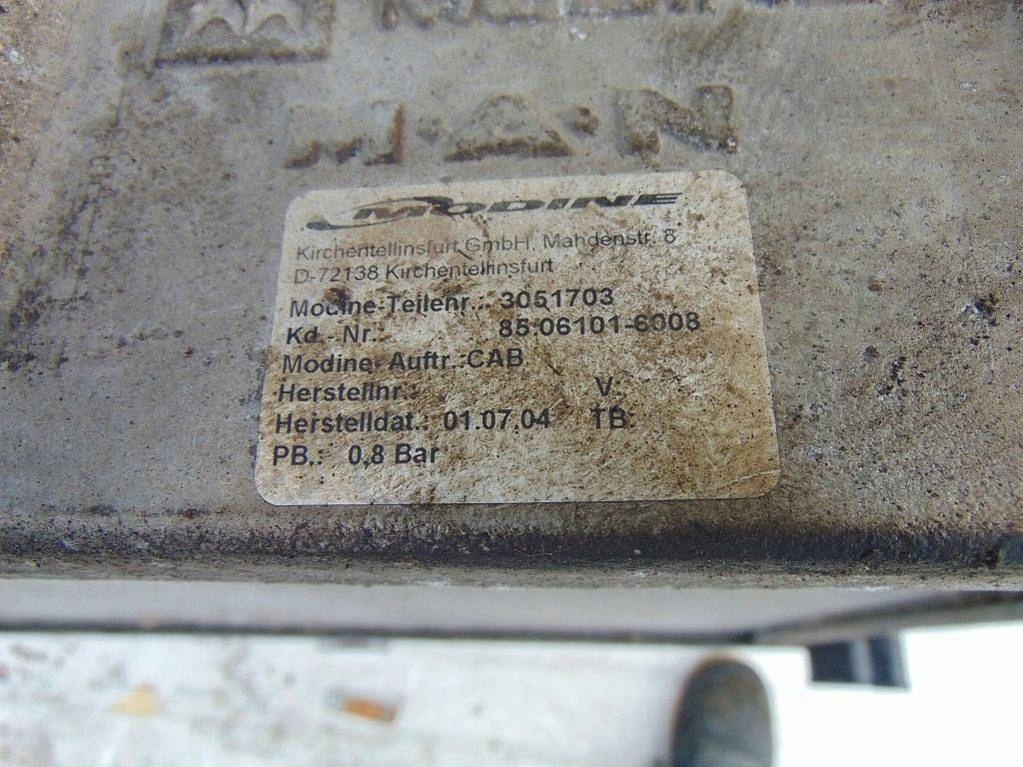 M·A·N
MODINE
Kirchentellinsfurt GmbH, Mahdenstr. 8
D-72138 Kirchentellinsfurt
Modine-Teilenr.: 3051703
Kd.-Nr.: 85.06101-6008
Modine-Auftr.:CAB
Herstellnr.: V.:
Herstelldat.: 01.07.04 TB:
PB.: 0,8 Bar